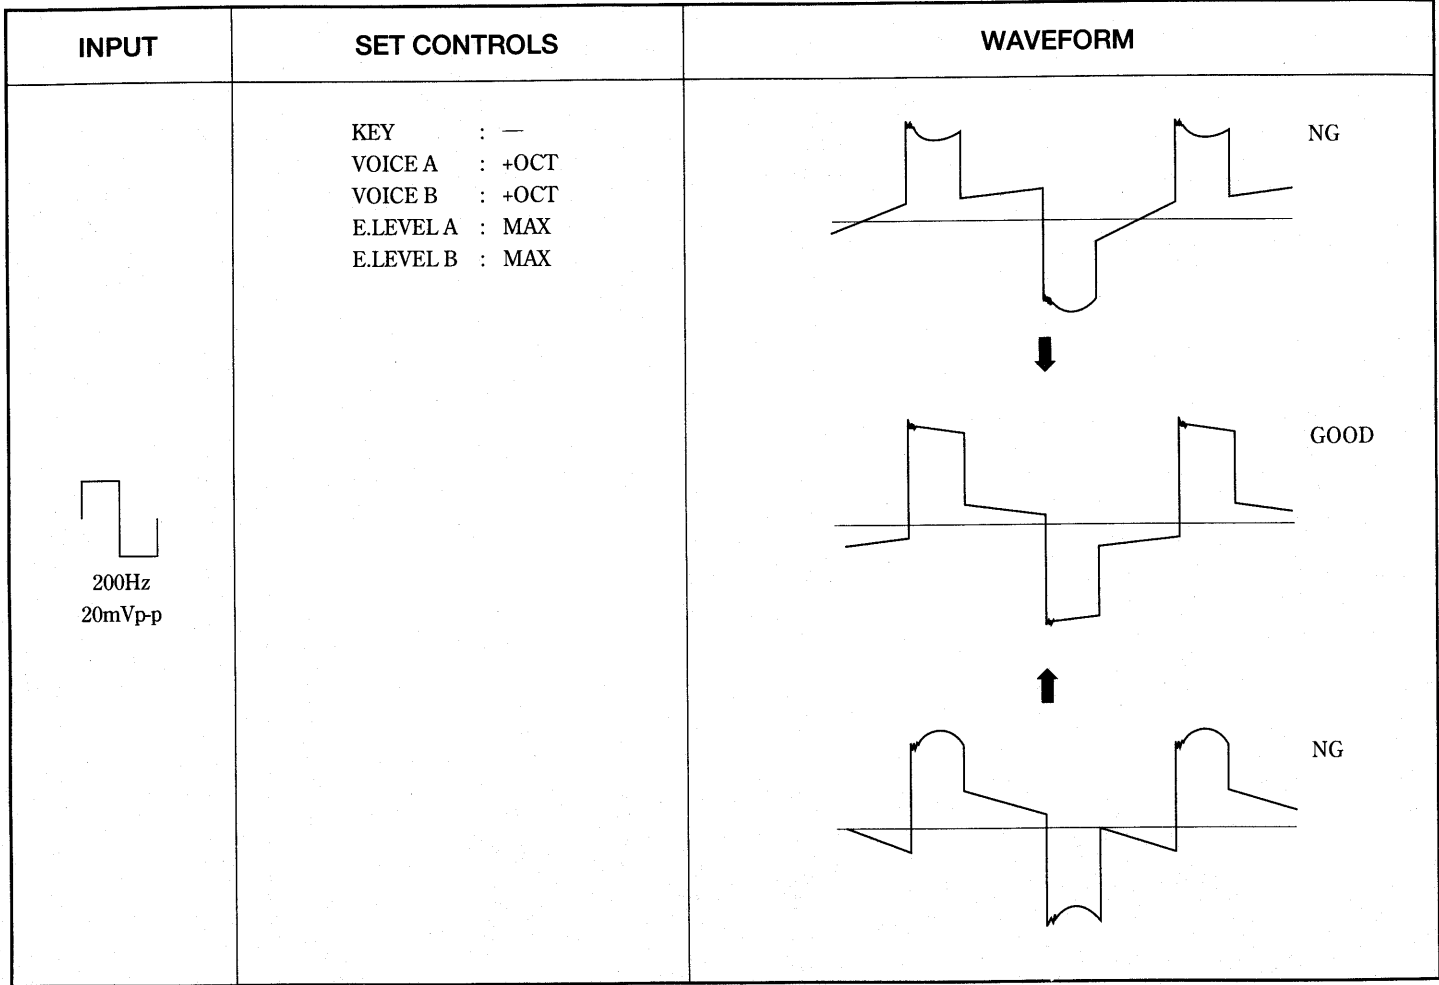 INPUT
SET CONTROLS
WAVEFORM
KEY : —
VOICE A : +OCT
VOICE B : +OCT
E.LEVEL A : MAX
E.LEVEL B : MAX
NG
GOOD
200Hz
20mVp-p
NG